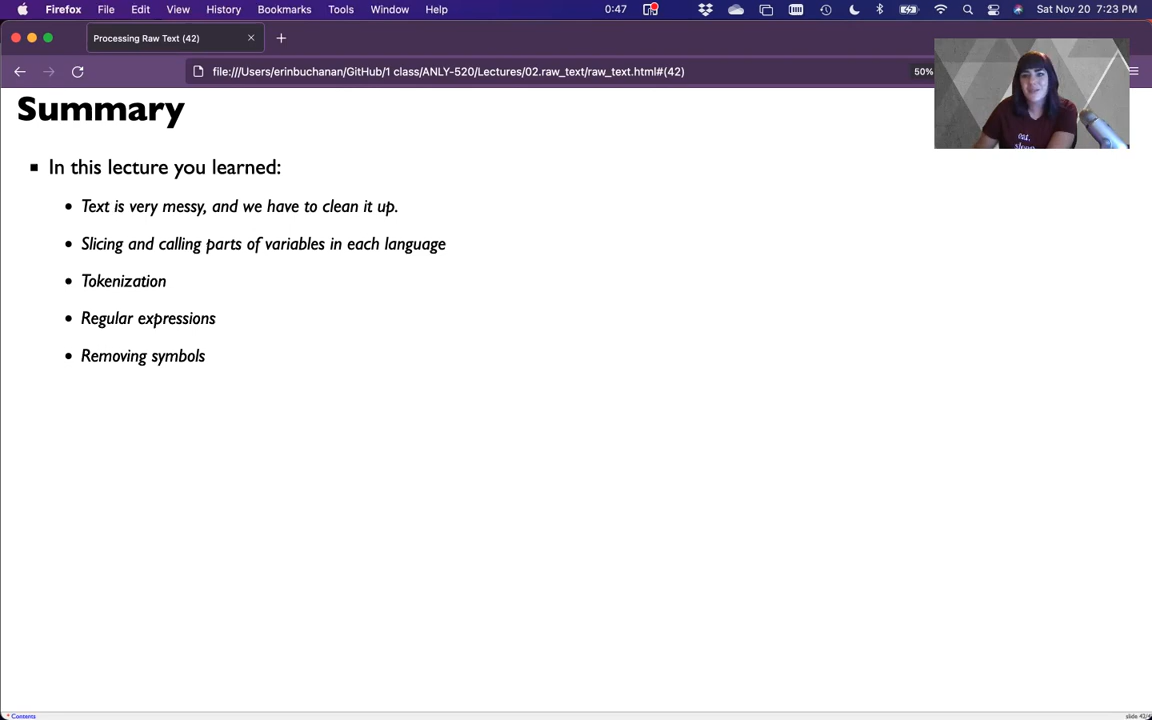 Firefox File Edit View History Bookmarks Tools Window Help 0:47 Sat Nov 20 7:23 PM
Processing Raw Text (42)
file:///Users/erinbuchanan/GitHub/1 class/ANLY-520/Lectures/02.raw_text/raw_text.html#(42) 50%
Summary
In this lecture you learned:
Text is very messy, and we have to clean it up.
Slicing and calling parts of variables in each language
Tokenization
Regular expressions
Removing symbols
eat.
Contents